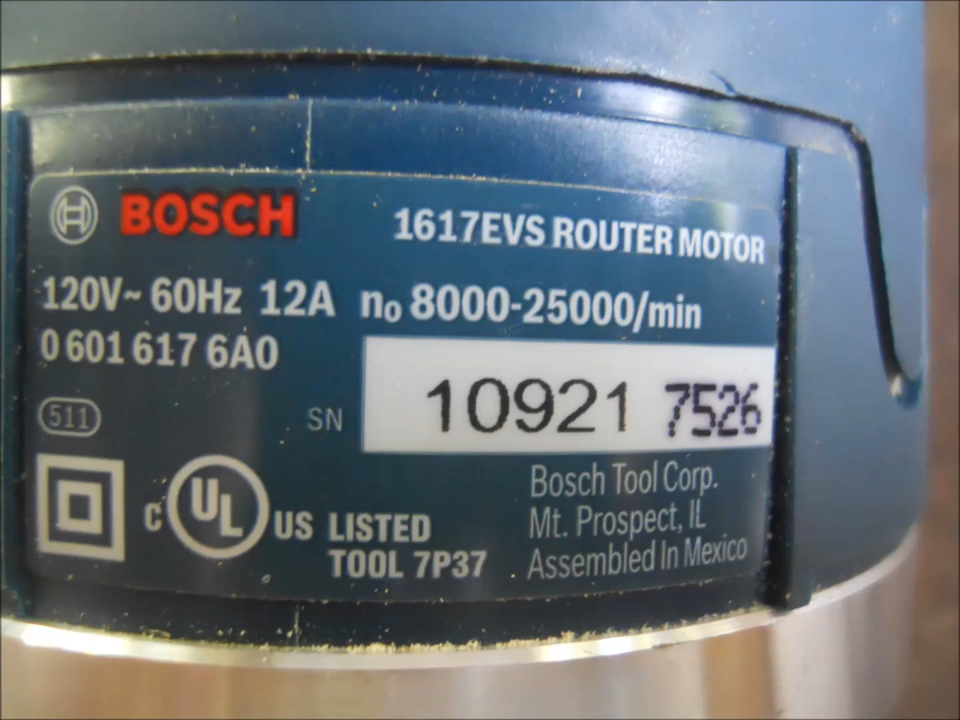 BOSCH
1617EVS ROUTER MOTOR
120V~ 60Hz 12A n₀ 8000-25000/min
0 601 617 6A0
511
SN 10921 7526
C UL US LISTED
TOOL 7P37
Bosch Tool Corp.
Mt. Prospect, IL
Assembled In Mexico